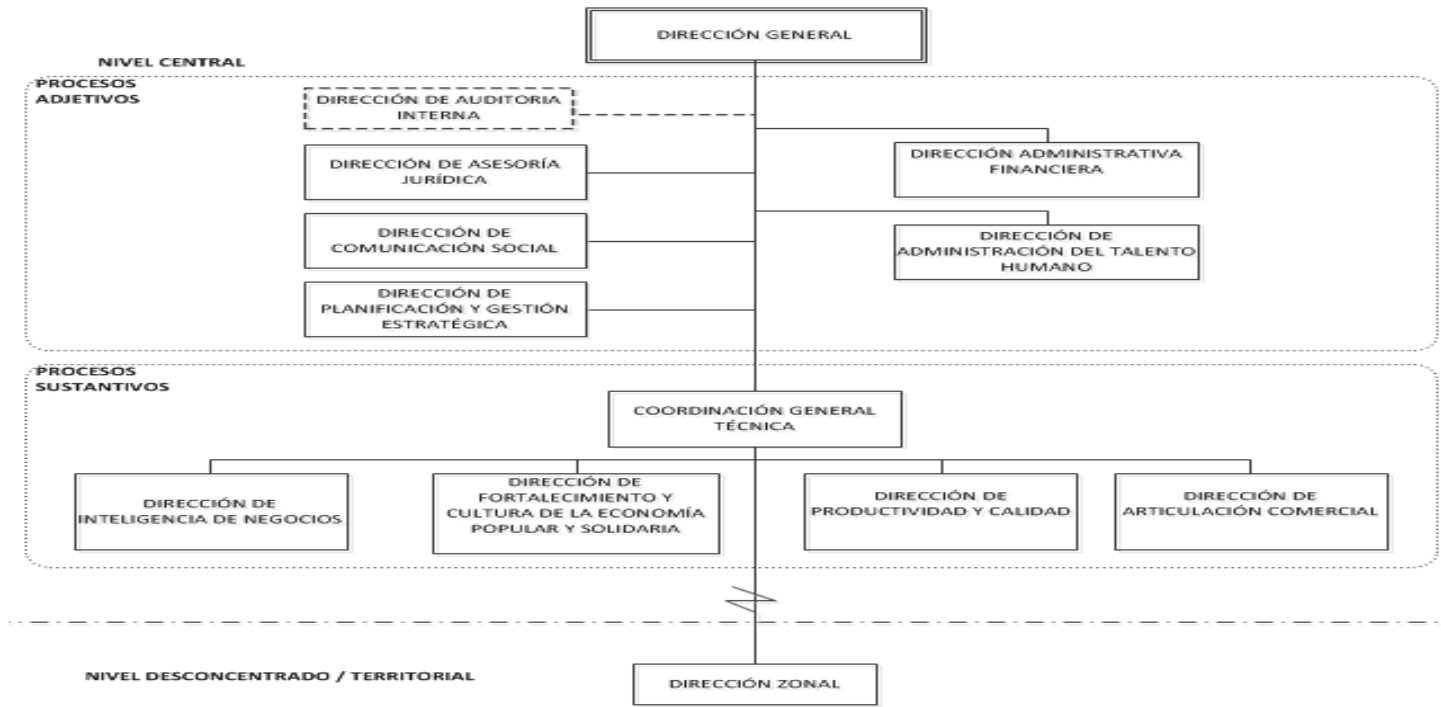 DIRECCIÓN GENERAL
NIVEL CENTRAL
PROCESOS
ADJETIVOS
DIRECCIÓN DE AUDITORIA
INTERNA
DIRECCIÓN ADMINISTRATIVA
FINANCIERA
DIRECCIÓN DE ASESORÍA
JURÍDICA
DIRECCIÓN DE
COMUNICACIÓN SOCIAL
DIRECCIÓN DE
ADMINISTRACIÓN DEL TALENTO
HUMANO
DIRECCIÓN DE
PLANIFICACIÓN Y GESTIÓN
ESTRATÉGICA
PROCESOS
SUSTANTIVOS
COORDINACIÓN GENERAL
TÉCNICA
DIRECCIÓN DE
INTELIGENCIA DE NEGOCIOS
DIRECCIÓN DE
FORTALECIMIENTO Y
CULTURA DE LA ECONOMÍA
POPULAR Y SOLIDARIA
DIRECCIÓN DE
PRODUCTIVIDAD Y CALIDAD
DIRECCIÓN DE
ARTICULACIÓN COMERCIAL
NIVEL DESCONCENTRADO / TERRITORIAL
DIRECCIÓN ZONAL